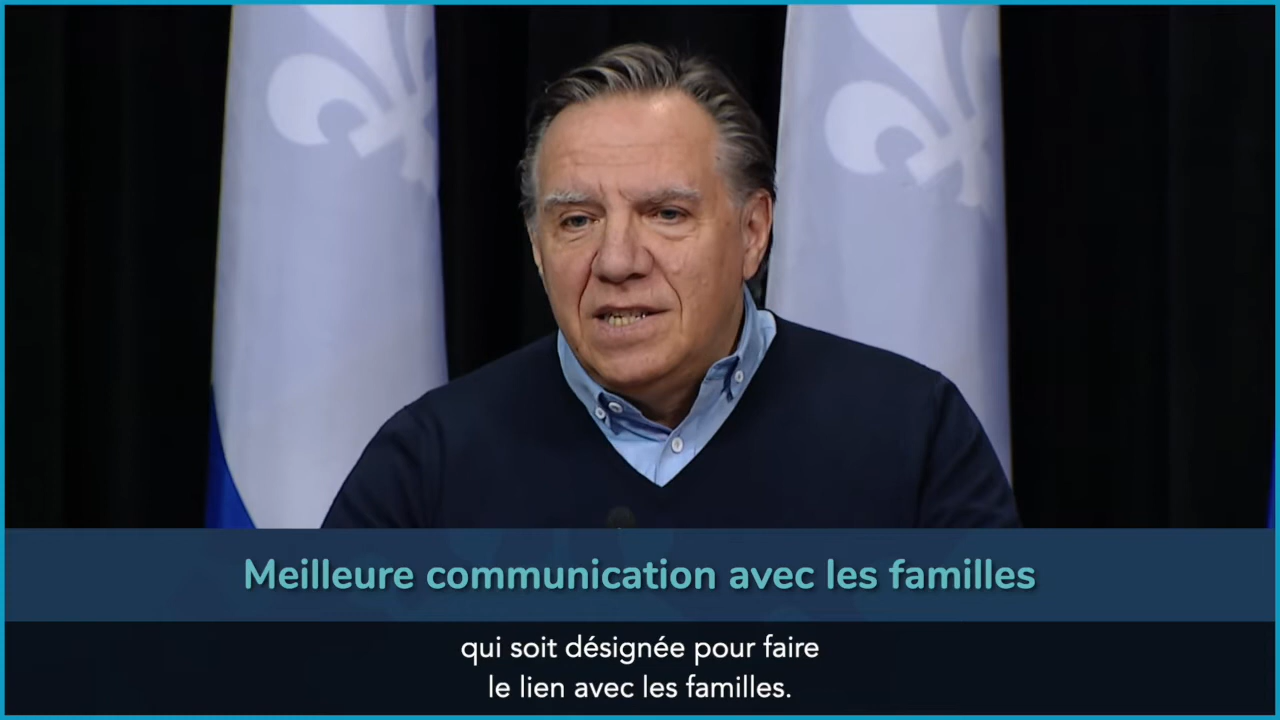 Meilleure communication avec les familles
qui soit désignée pour faire
le lien avec les familles.